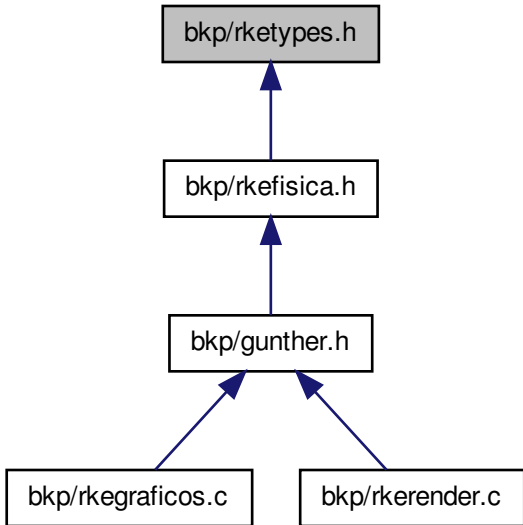 bkp/rketypes.h
bkp/rkefisica.h
bkp/gunther.h
bkp/rkegraficos.c
bkp/rkerender.c